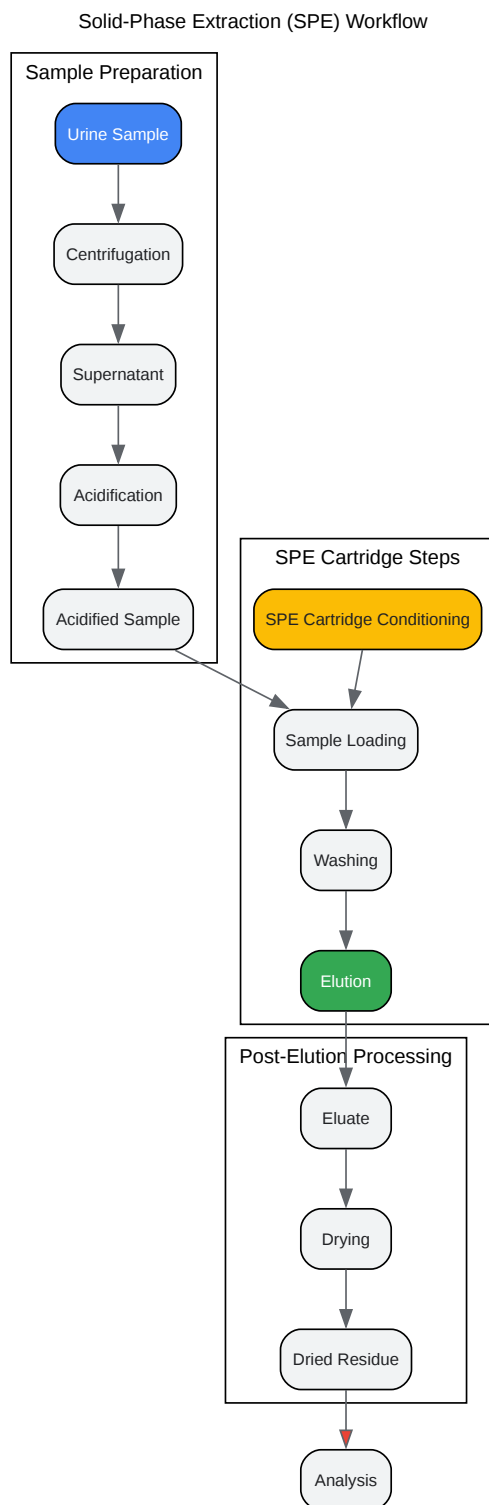 Solid-Phase Extraction (SPE) Workflow
Sample Preparation
Urine Sample
Centrifugation
Supernatant
Acidification
Acidified Sample
SPE Cartridge Steps
SPE Cartridge Conditioning
Sample Loading
Washing
Elution
Post-Elution Processing
Eluate
Drying
Dried Residue
Analysis